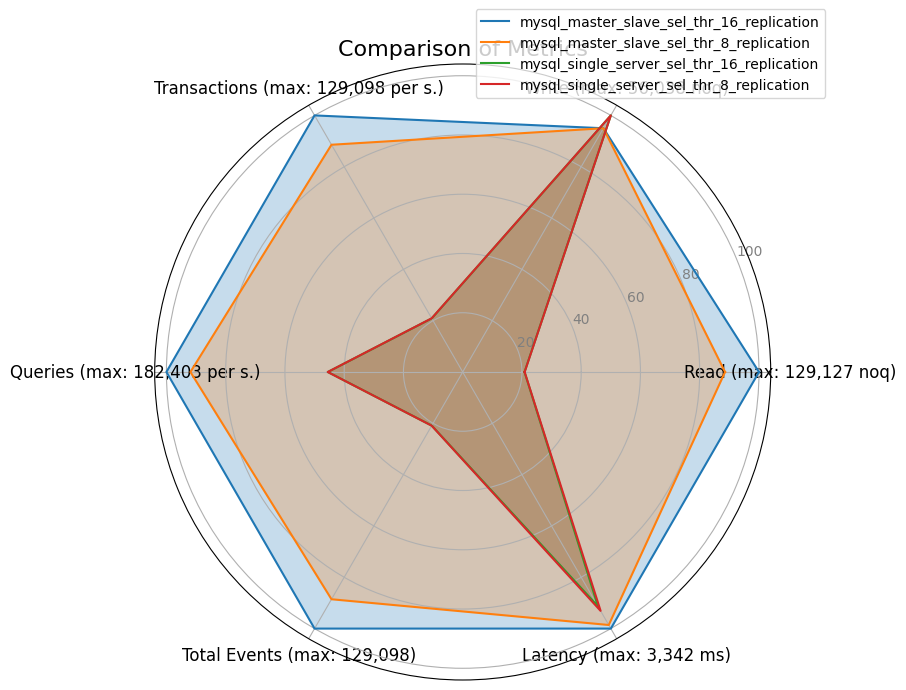 mysql_master_slave_sel_thr_16_replication
mysql_master_slave_sel_thr_8_replication
mysql_single_server_sel_thr_16_replication
mysql_single_server_sel_thr_8_replication
Comparison of Metrics
Transactions (max: 129,098 per s.)
100
80
60
40
20
Queries (max: 182,403 per s.)
Read (max: 129,127 noq)
Total Events (max: 129,098)
Latency (max: 3,342 ms)